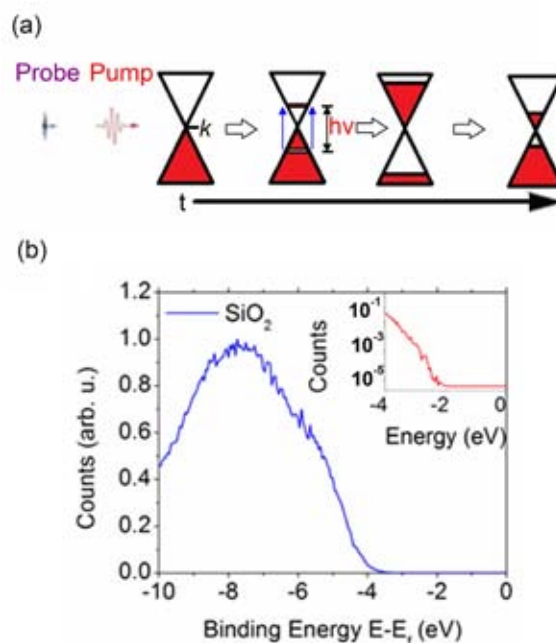 (a)
Probe Pump
k
hν
t
(b)
1.2
1.0
0.8
0.6
0.4
0.2
0.0
Counts (arb. u.)
SiO₂
10⁻¹
10⁻³
10⁻⁵
Counts
-4 -2 0
Energy (eV)
-10 -8 -6 -4 -2 0
Binding Energy E-E_f (eV)